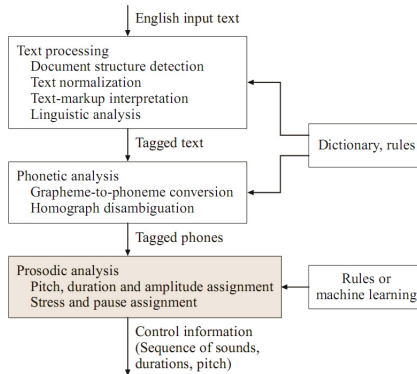 English input text
Text processing
Document structure detection
Text normalization
Text-markup interpretation
Linguistic analysis
Tagged text
Dictionary, rules
Phonetic analysis
Grapheme-to-phoneme conversion
Homograph disambiguation
Tagged phones
Prosodic analysis
Pitch, duration and amplitude assignment
Stress and pause assignment
Rules or
machine learning
Control information
(Sequence of sounds,
durations, pitch)